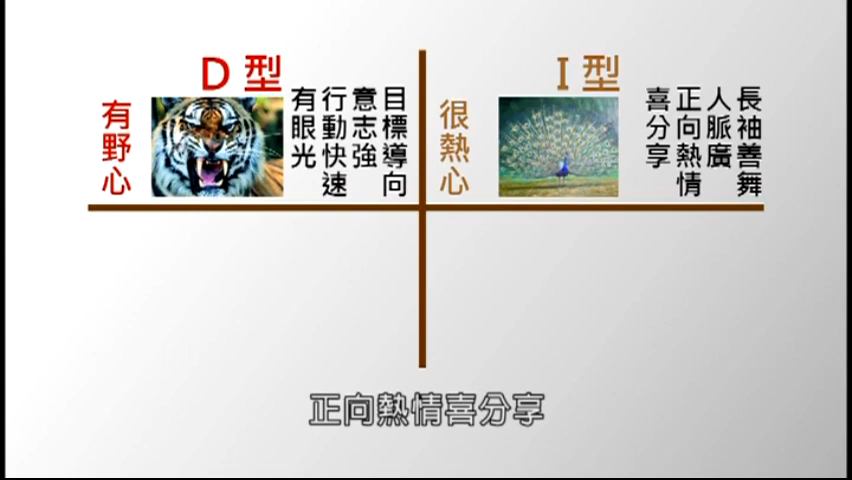 D 型
有野心
目標導向
意志強
行動快速
有眼光
I 型
很熱心
長袖善舞
人脈廣
正向熱情
喜分享
正向熱情喜分享